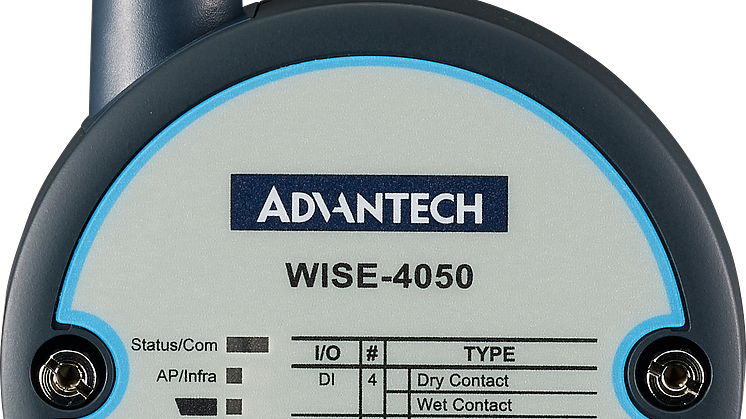 ADVANTECH
WISE-4050
Status/Com
AP/Infra
I/O # TYPE
DI 4 Dry Contact
Wet Contact